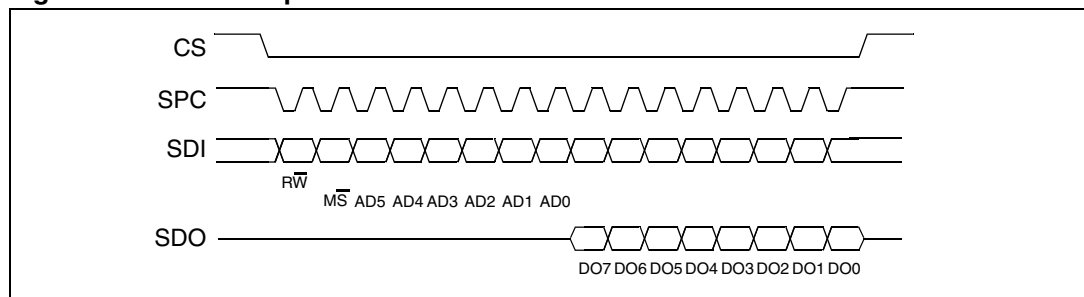 CS
SPC
SDI
RW̅
MS̅ AD5 AD4 AD3 AD2 AD1 AD0
SDO
DO7 DO6 DO5 DO4 DO3 DO2 DO1 DO0